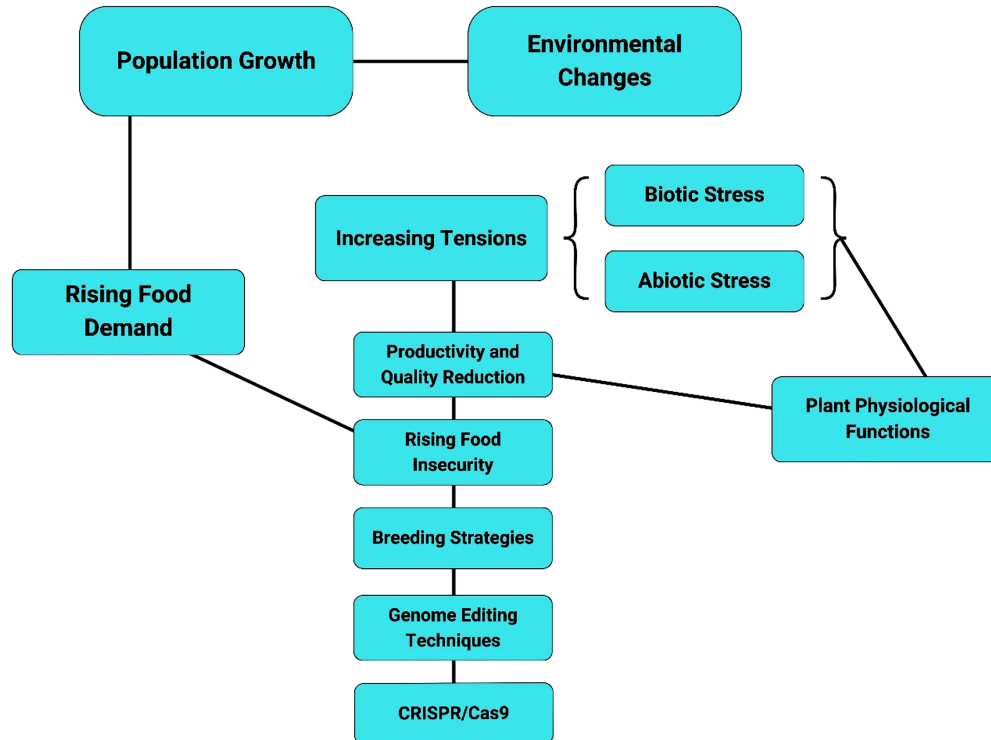 Population Growth
Environmental
Changes
Biotic Stress
Increasing Tensions
Abiotic Stress
Rising Food
Demand
Productivity and
Quality Reduction
Plant Physiological
Functions
Rising Food
Insecurity
Breeding Strategies
Genome Editing
Techniques
CRISPR/Cas9